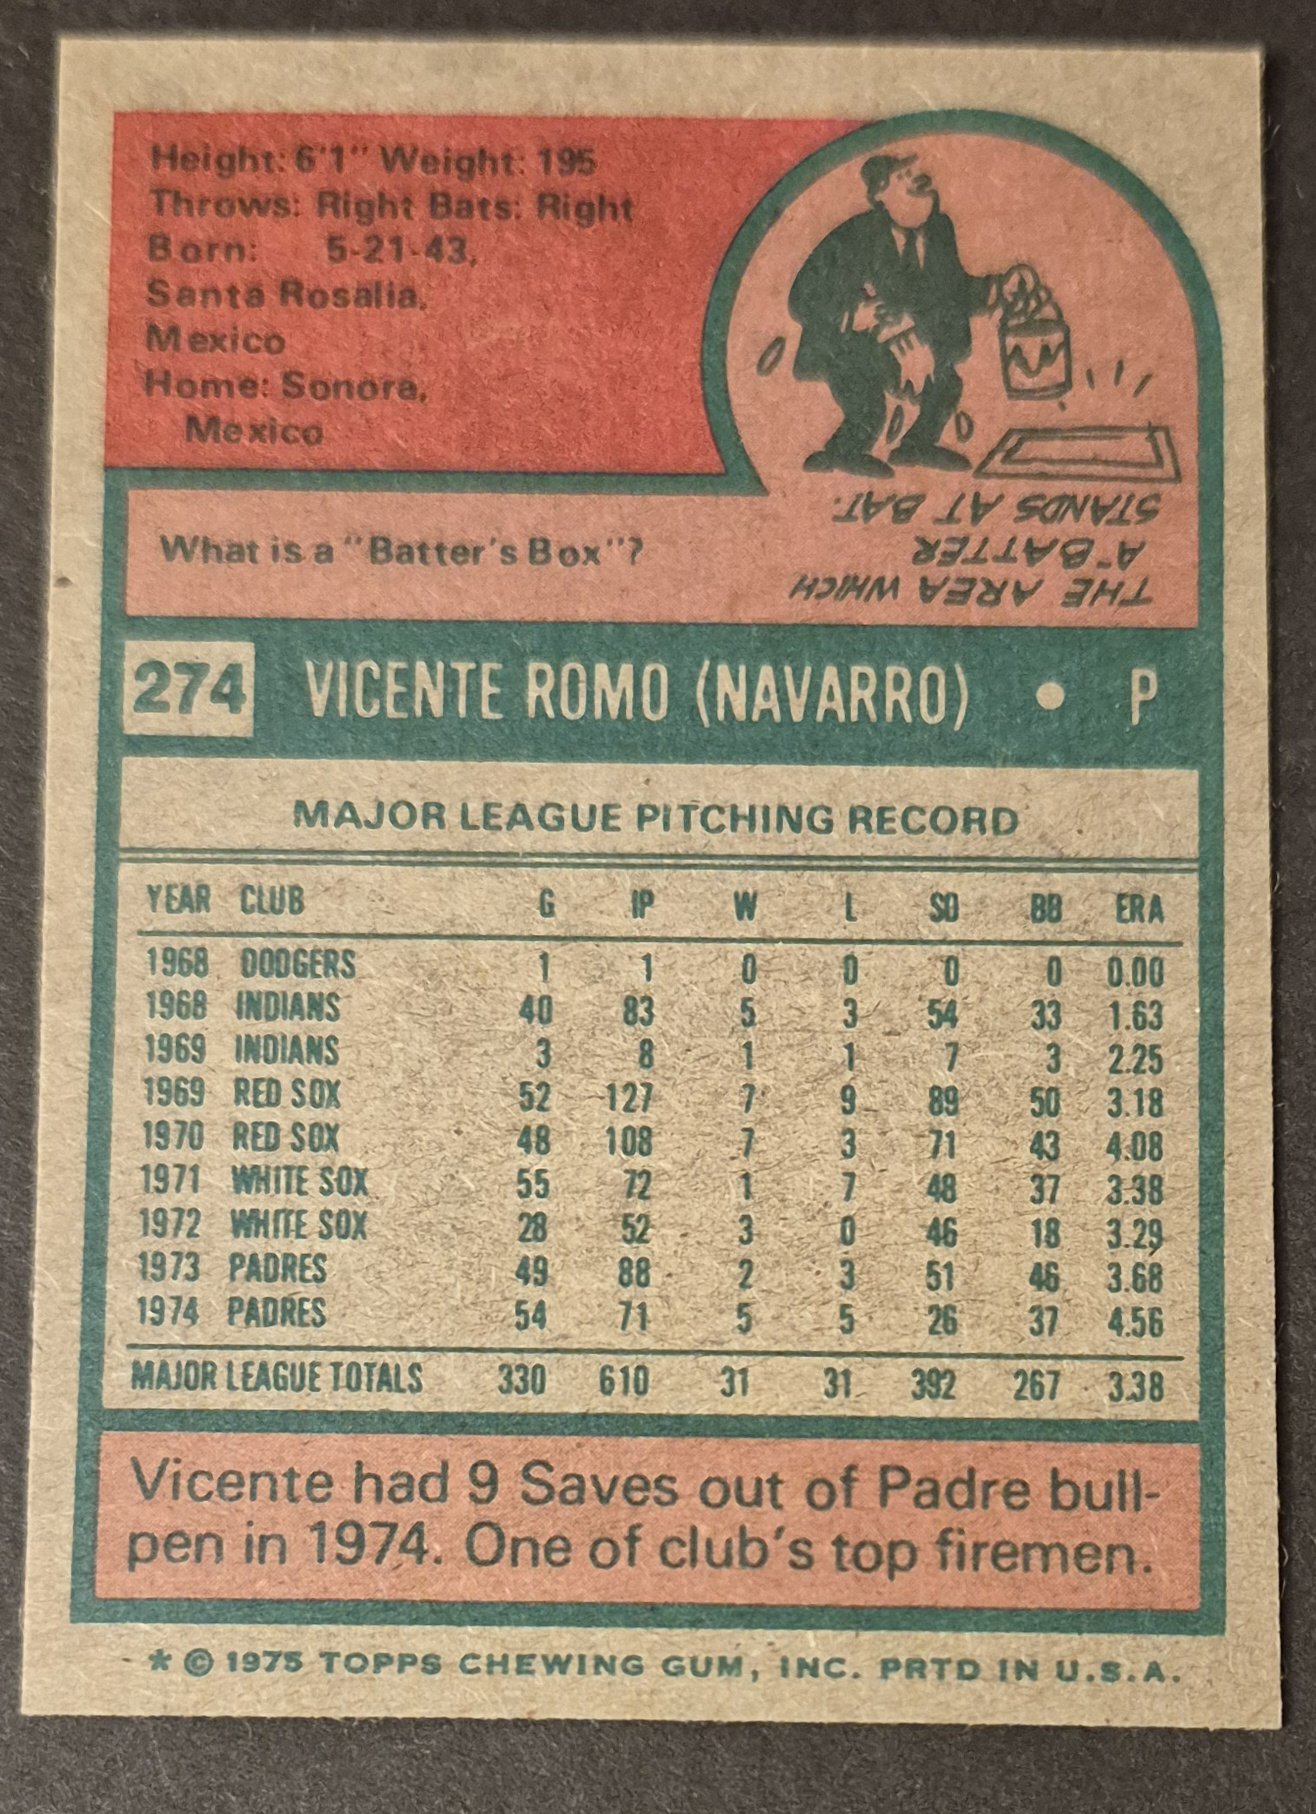 Height: 6'1" Weight: 195
Throws: Right Bats: Right
Born: 5-21-43,
Santa Rosalia,
Mexico
Home: Sonora,
Mexico
What is a "Batter's Box"?
THE AREA WHICH
A BATTER
STANDS AT BAT.
274 VICENTE ROMO (NAVARRO) • P
MAJOR LEAGUE PITCHING RECORD
YEAR CLUB G IP W L SO BB ERA
1968 DODGERS 1 1 0 0 0 0 0.00
1968 INDIANS 40 83 5 3 54 33 1.63
1969 INDIANS 3 8 1 1 7 3 2.25
1969 RED SOX 52 127 7 9 89 50 3.18
1970 RED SOX 48 108 7 3 71 43 4.08
1971 WHITE SOX 55 72 1 7 48 37 3.38
1972 WHITE SOX 28 52 3 0 46 18 3.29
1973 PADRES 49 88 2 3 51 46 3.68
1974 PADRES 54 71 5 5 26 37 4.56
MAJOR LEAGUE TOTALS 330 610 31 31 392 267 3.38
Vicente had 9 Saves out of Padre bull-
pen in 1974. One of club's top firemen.
* © 1975 TOPPS CHEWING GUM, INC. PRTD IN U.S.A.